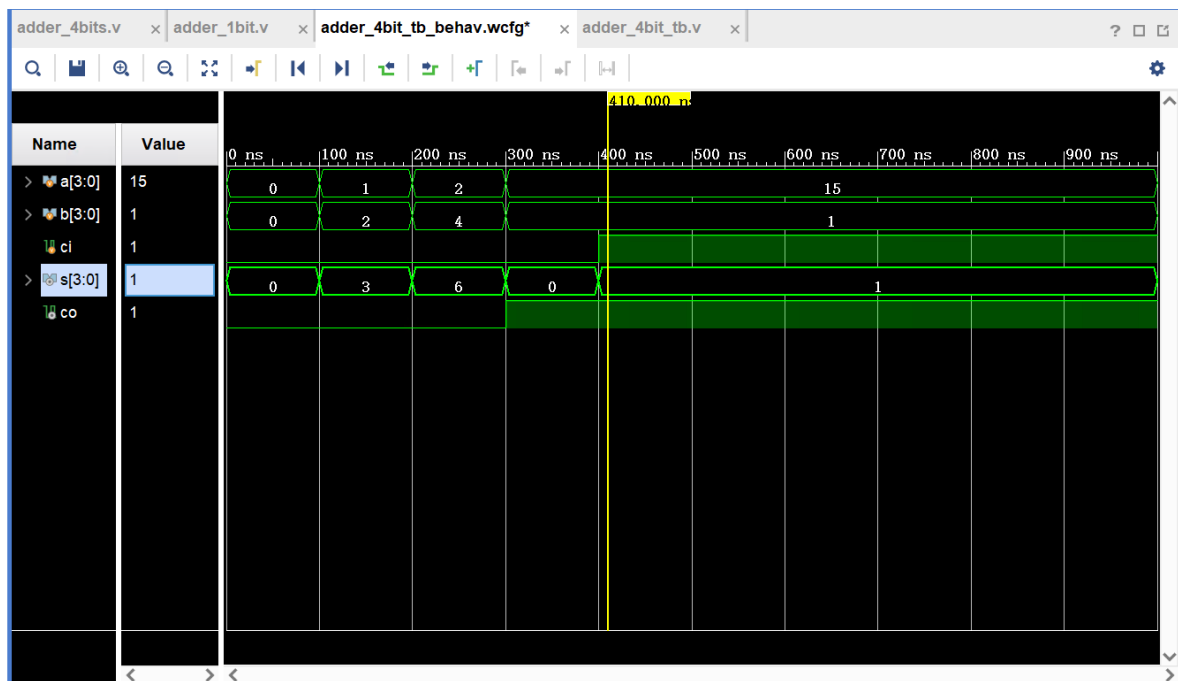 adder_4bits.v × adder_1bit.v × adder_4bit_tb_behav.wcfg* × adder_4bit_tb.v ×
410.000 ns
Name Value
0 ns 100 ns 200 ns 300 ns 400 ns 500 ns 600 ns 700 ns 800 ns 900 ns
a[3:0] 15 0 1 2 15
b[3:0] 1 0 2 4 1
ci 1
s[3:0] 1 0 3 6 0 1
co 1